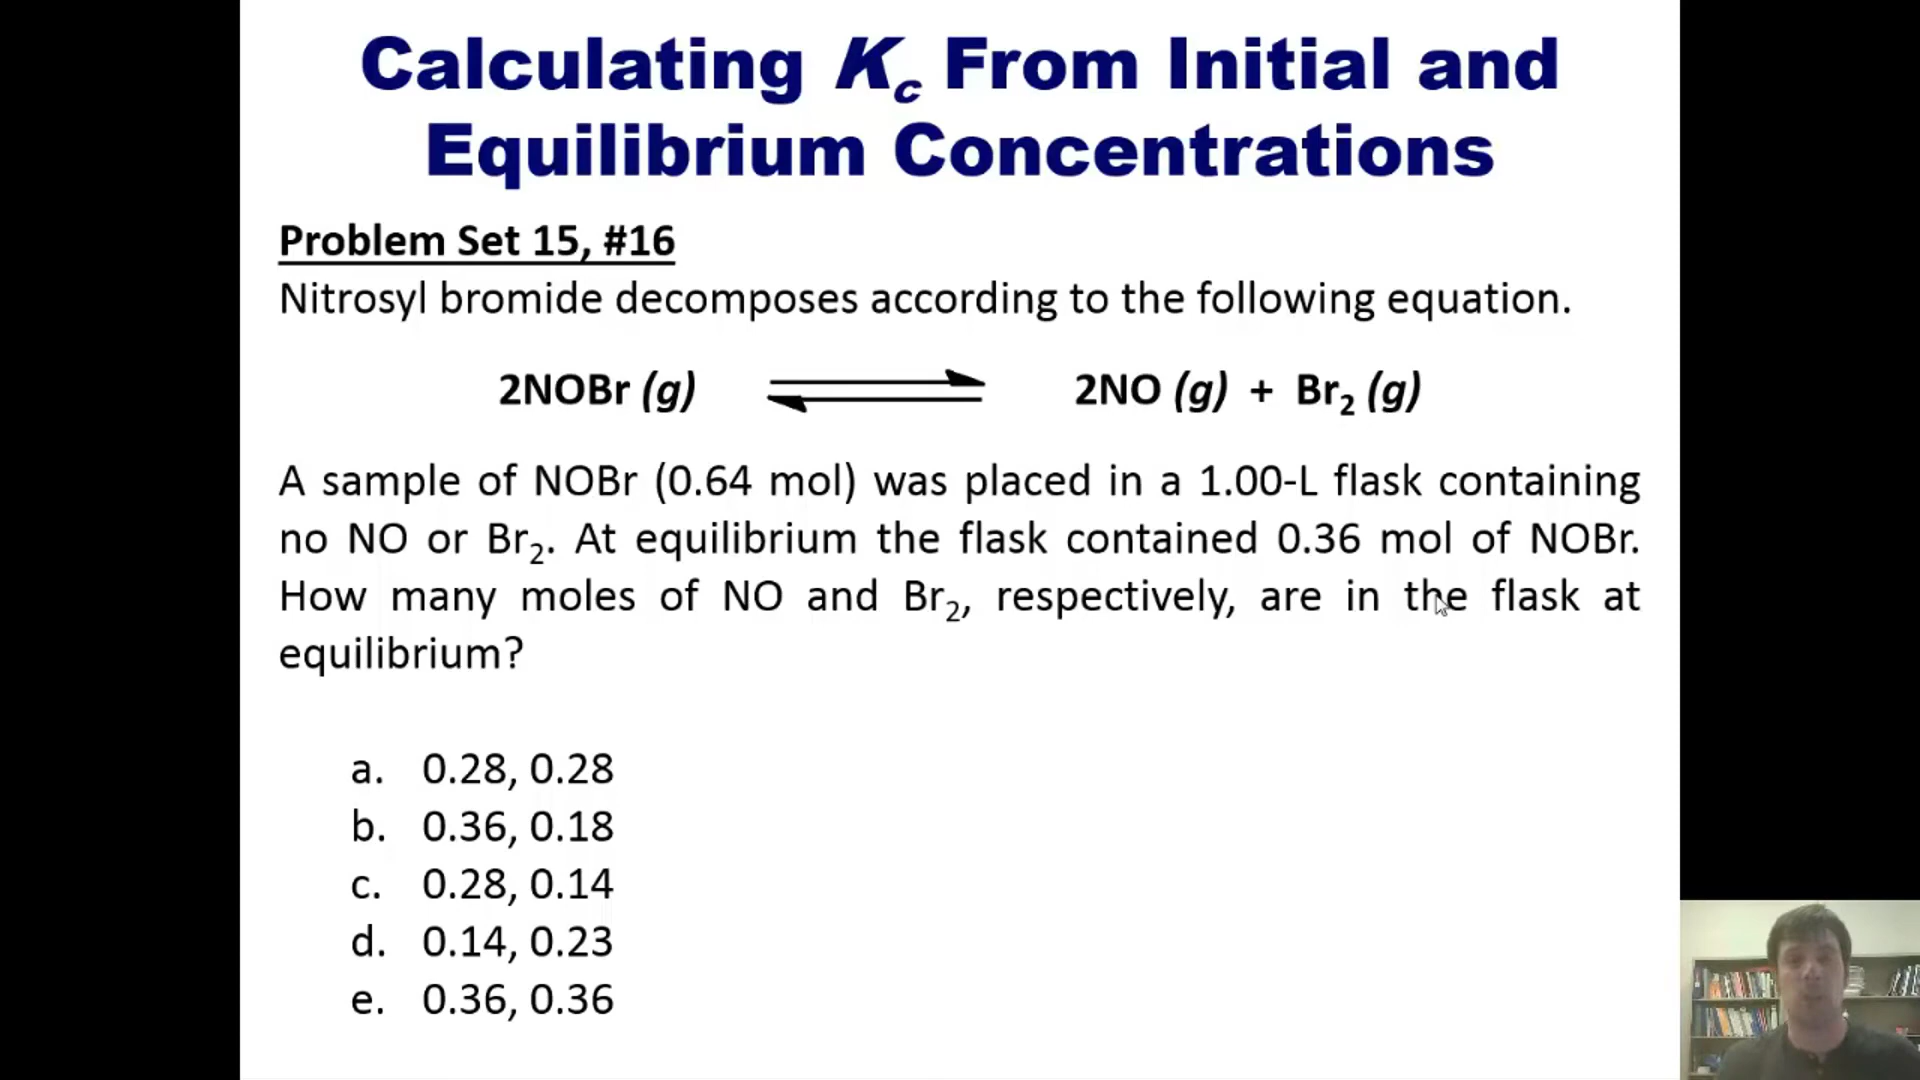 Calculating Kc From Initial and
Equilibrium Concentrations
Problem Set 15, #16
Nitrosyl bromide decomposes according to the following equation.
2NOBr (g) ⇌ 2NO (g) + Br₂ (g)
A sample of NOBr (0.64 mol) was placed in a 1.00-L flask containing
no NO or Br₂. At equilibrium the flask contained 0.36 mol of NOBr.
How many moles of NO and Br₂, respectively, are in the flask at
equilibrium?
a. 0.28, 0.28
b. 0.36, 0.18
c. 0.28, 0.14
d. 0.14, 0.23
e. 0.36, 0.36